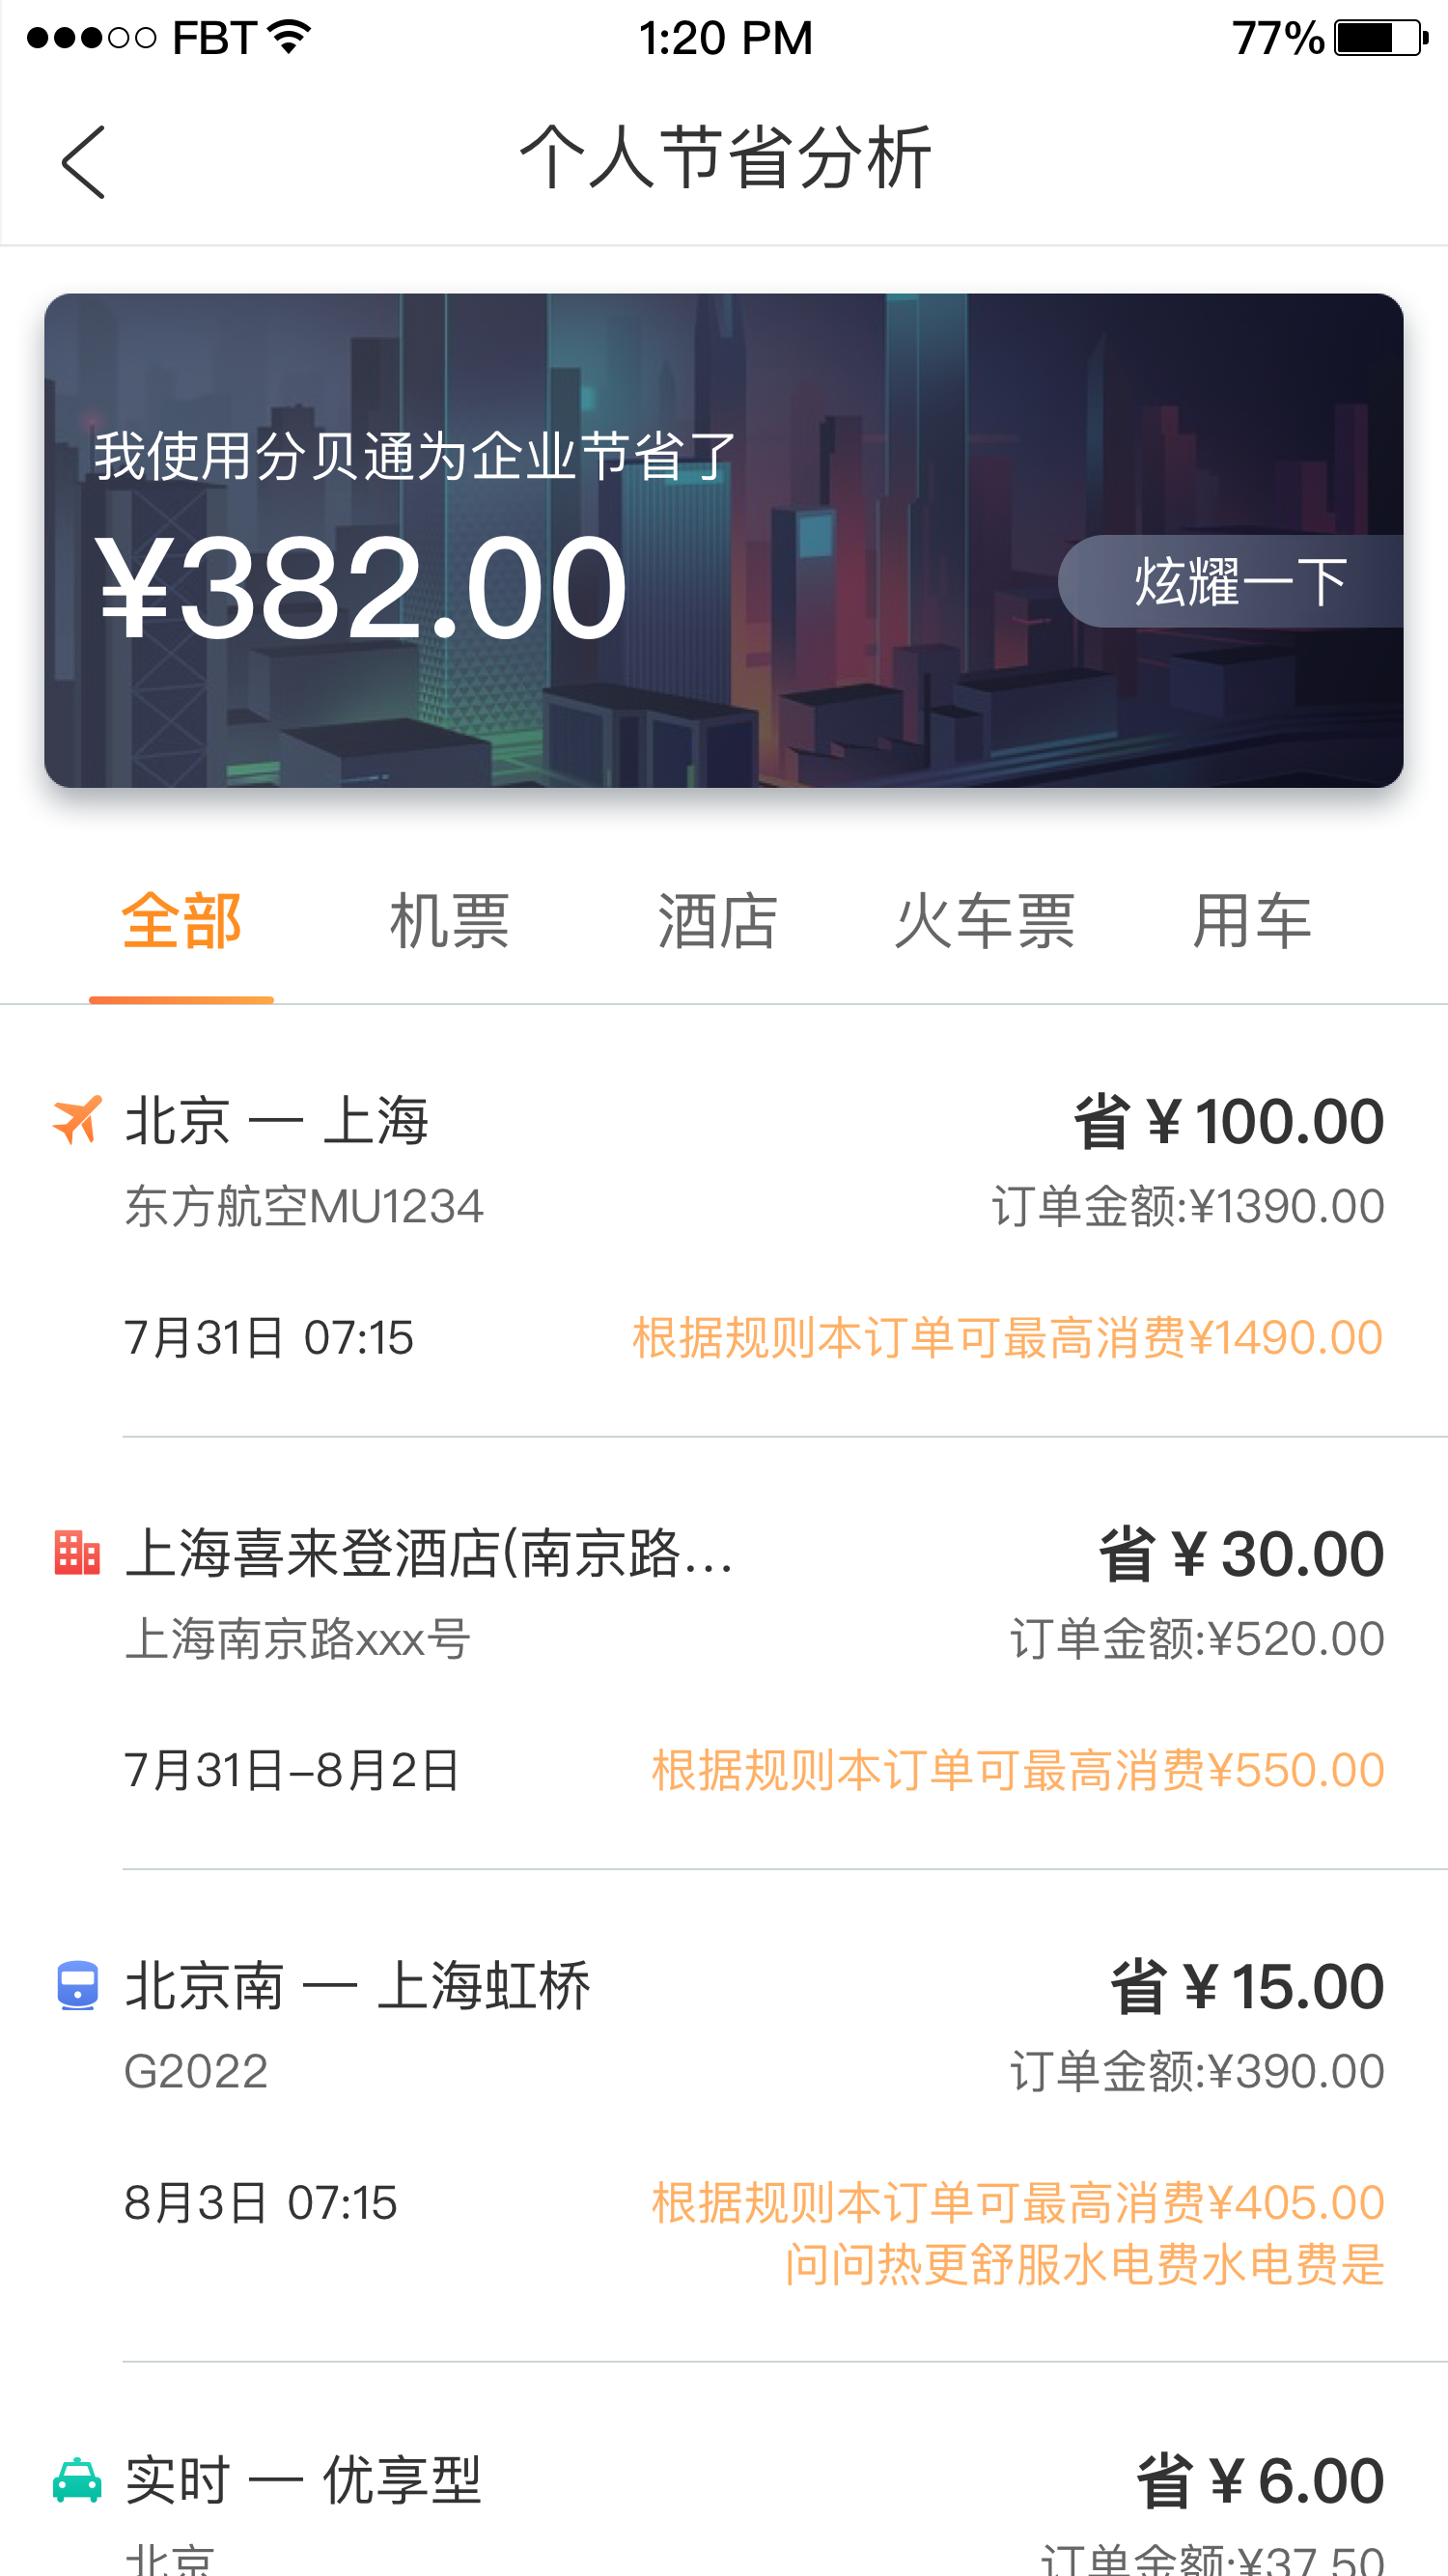 FBT 1:20 PM 77%
个人节省分析
我使用分贝通为企业节省了
¥382.00
炫耀一下
全部 机票 酒店 火车票 用车
北京 — 上海 省 ¥ 100.00
东方航空MU1234 订单金额:¥1390.00
7月31日 07:15 根据规则本订单可最高消费¥1490.00
上海喜来登酒店(南京路... 省 ¥ 30.00
上海南京路xxx号 订单金额:¥520.00
7月31日–8月2日 根据规则本订单可最高消费¥550.00
北京南 — 上海虹桥 省 ¥ 15.00
G2022 订单金额:¥390.00
8月3日 07:15 根据规则本订单可最高消费¥405.00
问问热更舒服水电费水电费是
实时 — 优享型 省 ¥ 6.00
北京 订单金额:¥37.50